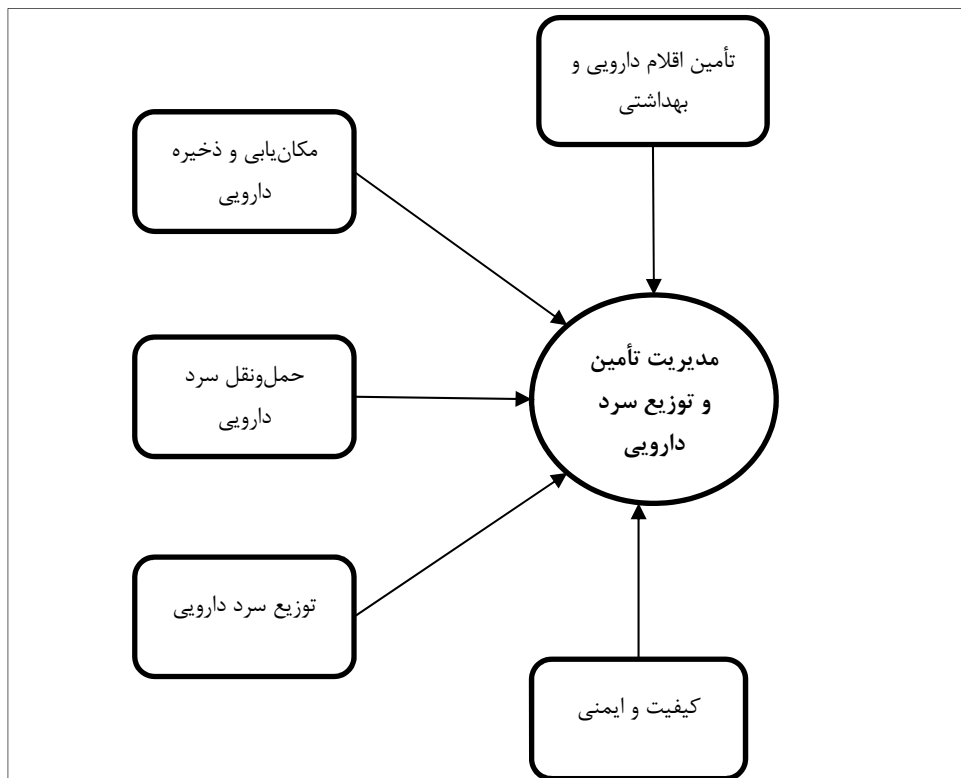 تأمین اقلام دارویی و
بهداشتی
مکان‌یابی و ذخیره
دارویی
حمل‌ونقل سرد
دارویی
مدیریت تأمین
و توزیع سرد
دارویی
توزیع سرد دارویی
کیفیت و ایمنی